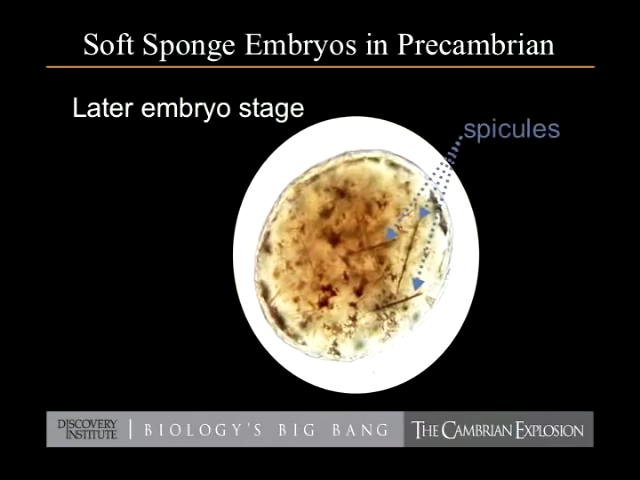 Soft Sponge Embryos in Precambrian
Later embryo stage
spicules
DISCOVERY
INSTITUTE
BIOLOGY'S BIG BANG
THE CAMBRIAN EXPLOSION